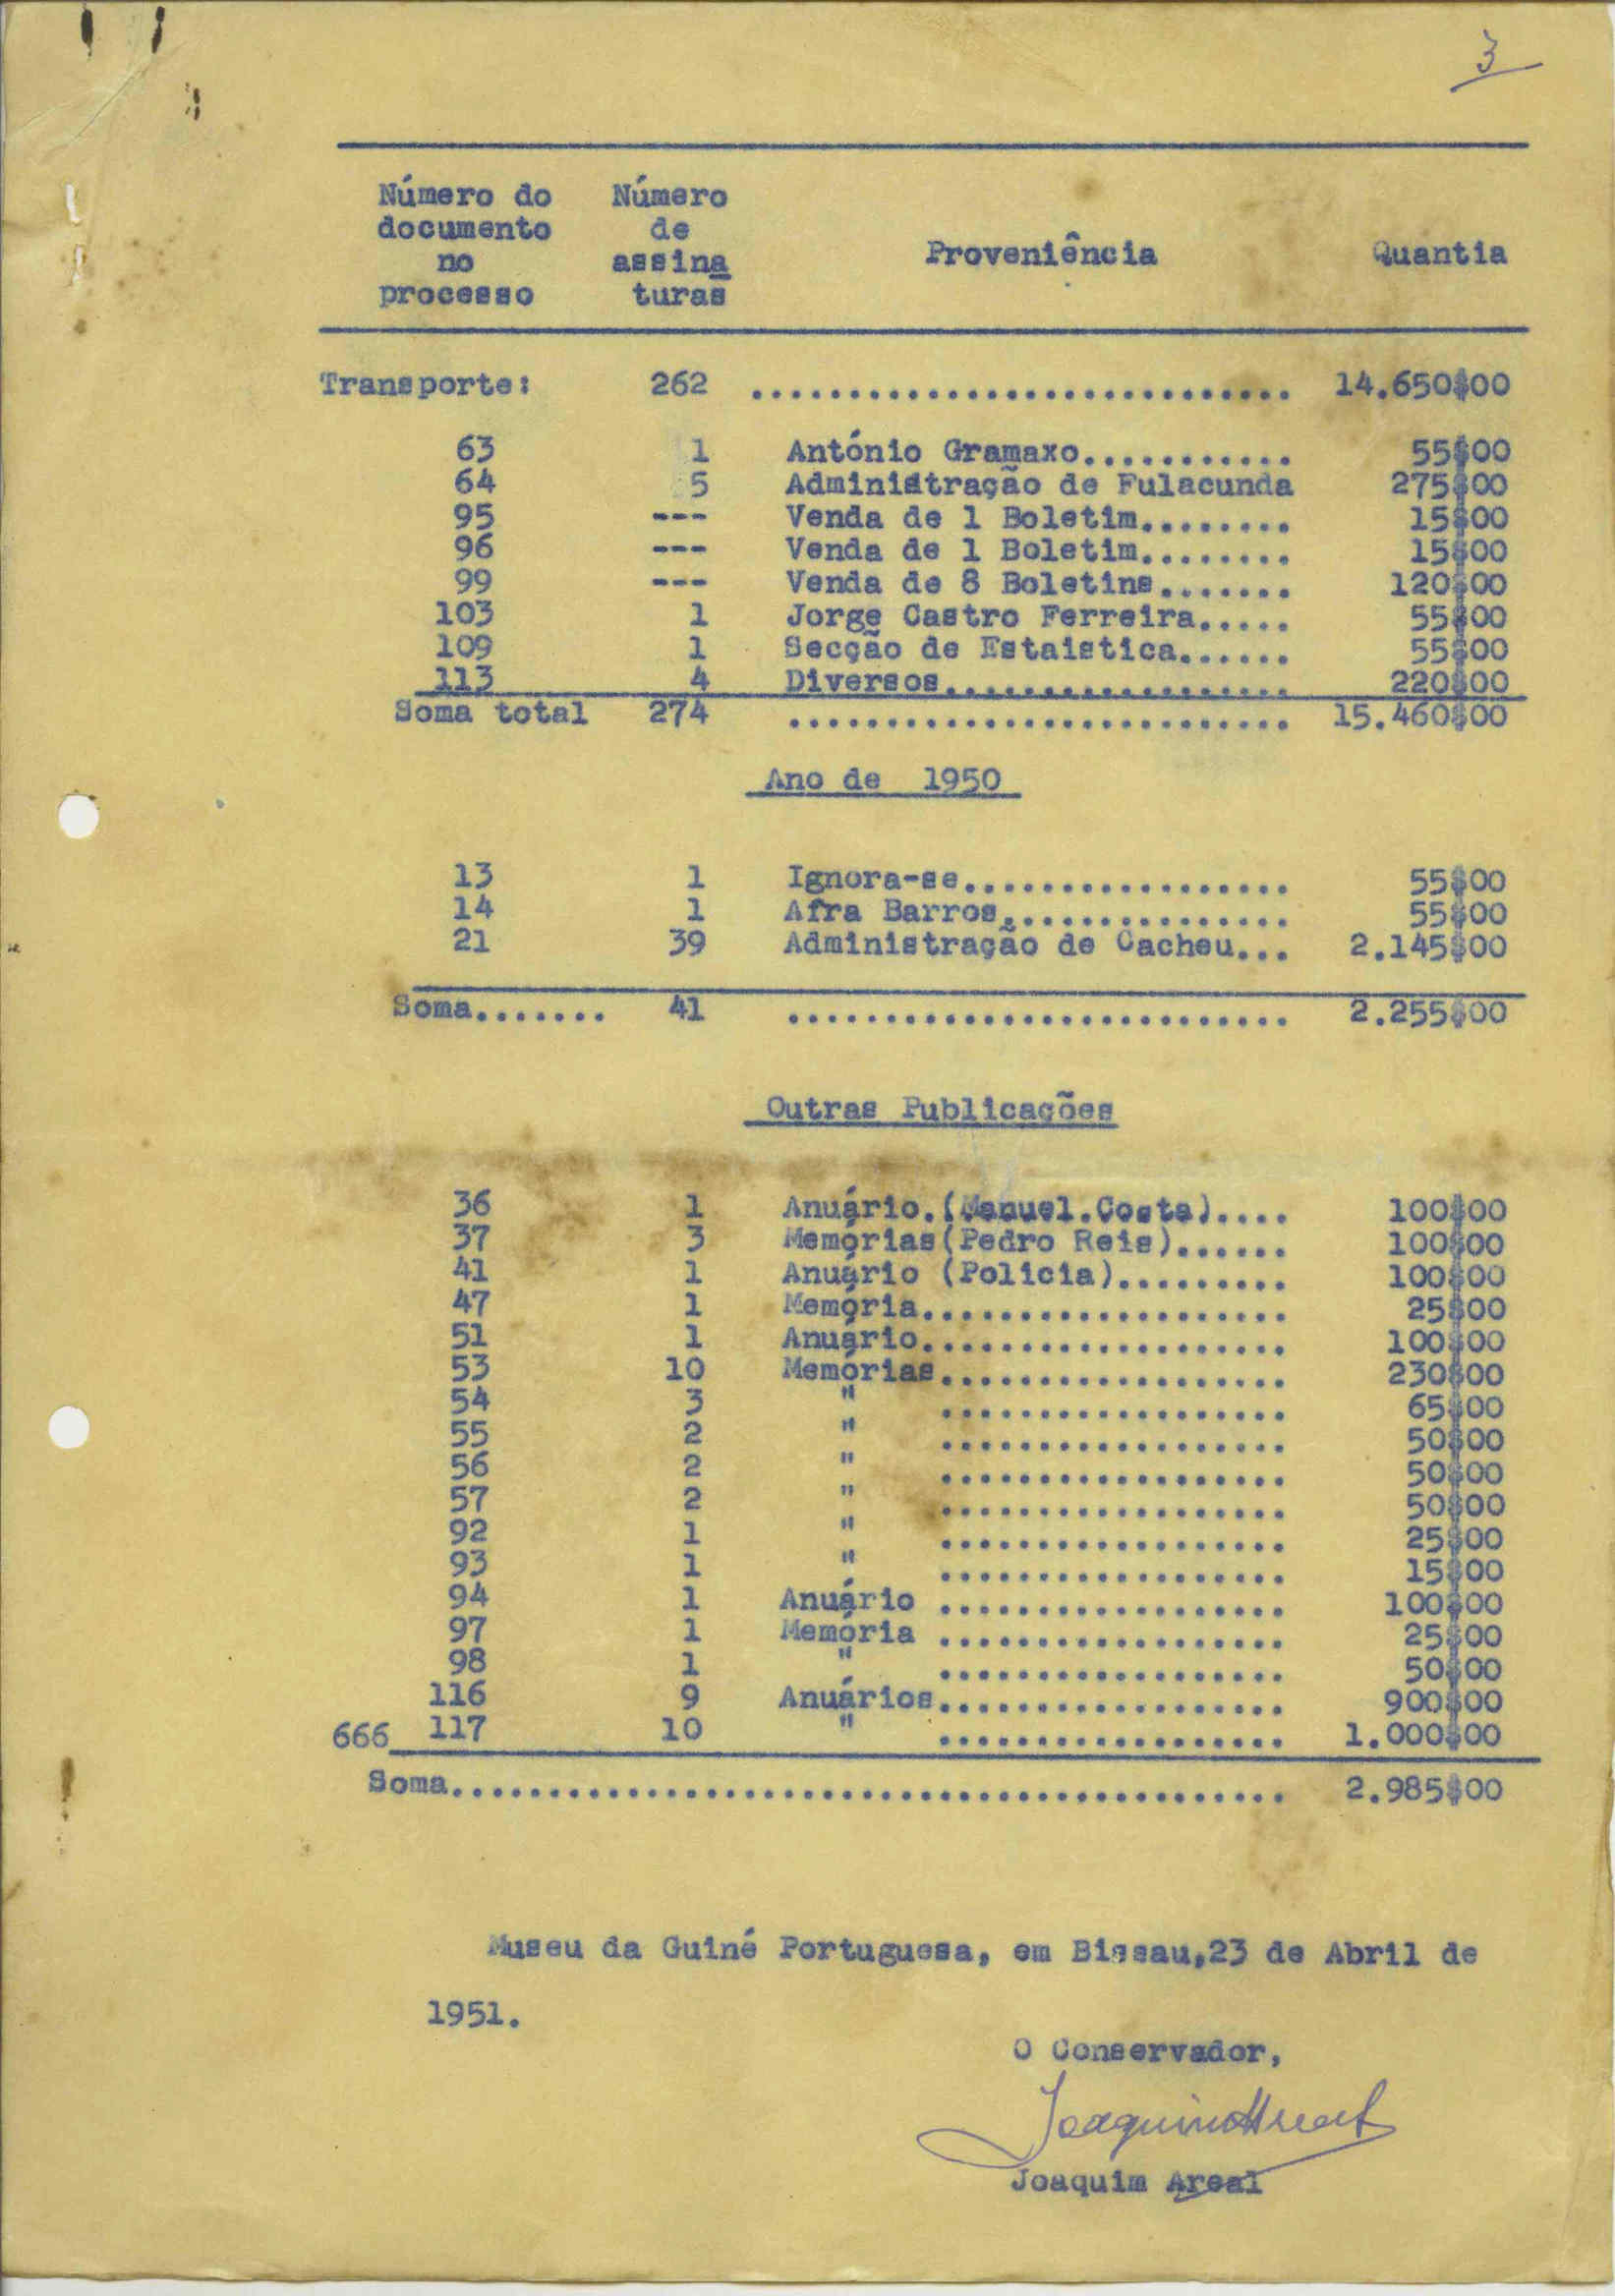 3
Número do Número
documento de
no assina
processo turas Proveniência Quantia
Transporte: 262 ............................ 14.650$00
63 1 António Gramaxo........... 55$00
64 5 Administração de Fulacunda 275$00
95 --- Venda de 1 Boletim........ 15$00
96 --- Venda de 1 Boletim........ 15$00
99 --- Venda de 8 Boletins....... 120$00
103 1 Jorge Castro Ferreira..... 55$00
109 1 Secção de Estaistica...... 55$00
113 4 Diversos.................. 220$00
Soma total 274 .......................... 15.460$00
Ano de 1950
13 1 Ignora-se................. 55$00
14 1 Afra Barros............... 55$00
21 39 Administração de Cacheu... 2.145$00
Soma....... 41 .......................... 2.255$00
Outras Publicações
36 1 Anuário.(Manuel.Costa).... 100$00
37 3 Memórias(Pedro Reis)...... 100$00
41 1 Anuário (Policia)......... 100$00
47 1 Memória................... 25$00
51 1 Anuário................... 100$00
53 10 Memórias.................. 230$00
54 3 " .................. 65$00
55 2 " .................. 50$00
56 2 " .................. 50$00
57 2 " .................. 50$00
92 1 " .................. 25$00
93 1 " .................. 15$00
94 1 Anuário .................. 100$00
97 1 Memória .................. 25$00
98 1 " .................. 50$00
116 9 Anuários.................. 900$00
666 117 10 " .................. 1.000$00
Soma........................................... 2.985$00
Museu da Guiné Portuguesa, em Bissau,23 de Abril de
1951.
O Conservador,
Joaquim Areal
Joaquim Areal